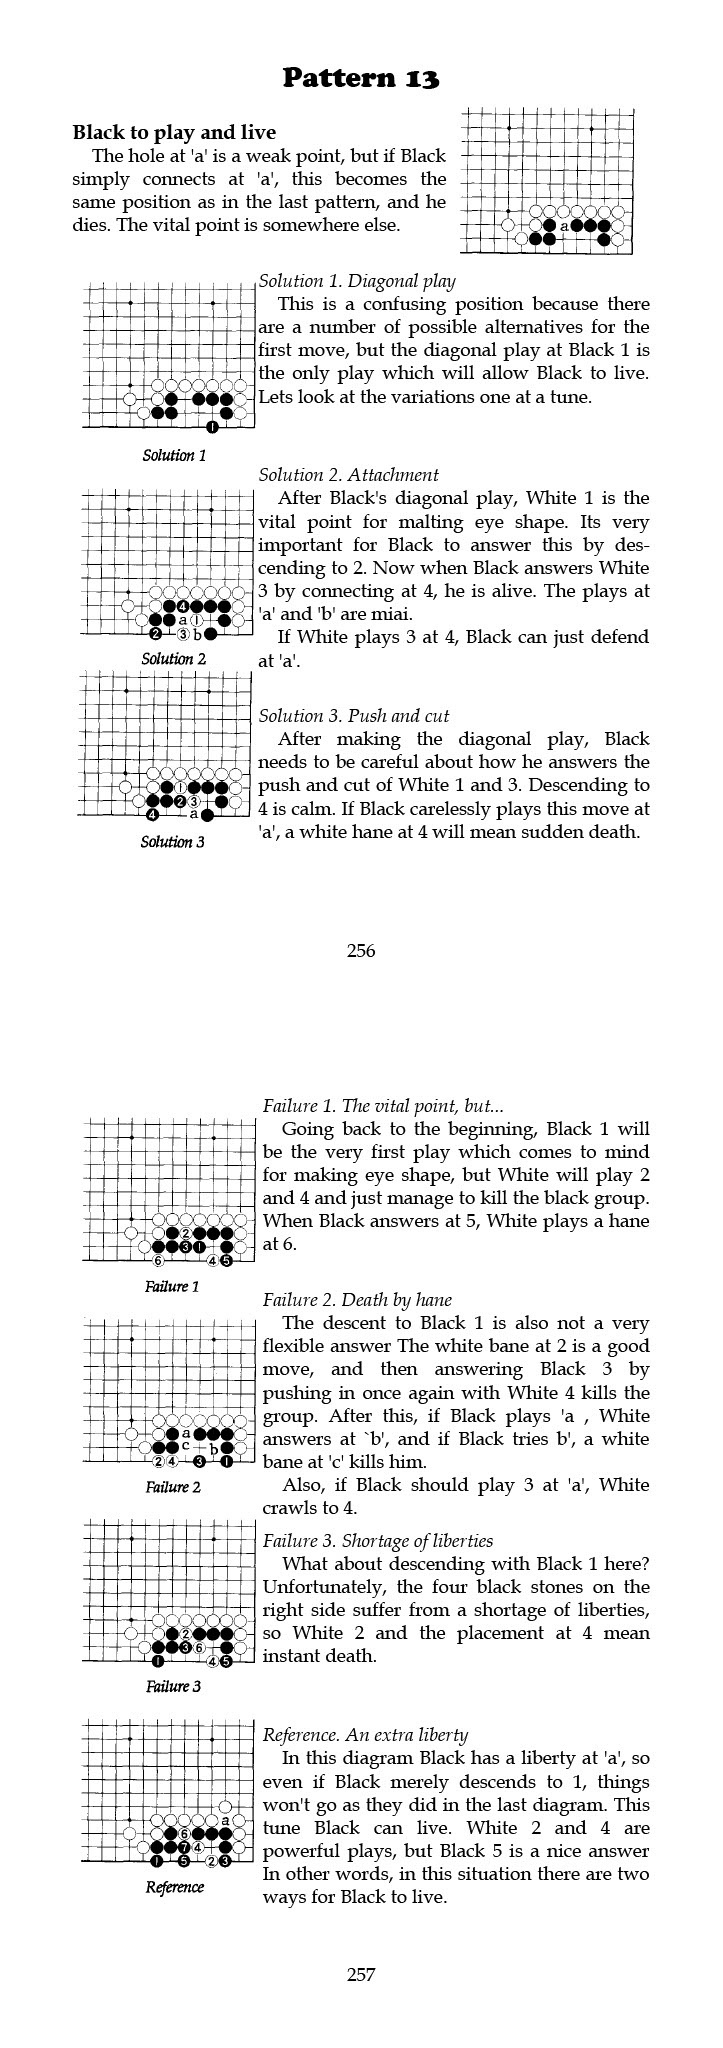 Pattern 13
Black to play and live
The hole at 'a' is a weak point, but if Black
simply connects at 'a', this becomes the
same position as in the last pattern, and he
dies. The vital point is somewhere else.
a
Solution 1. Diagonal play
This is a confusing position because there
are a number of possible alternatives for the
first move, but the diagonal play at Black 1 is
the only play which will allow Black to live.
Lets look at the variations one at a tune.
1
Solution 1
Solution 2. Attachment
After Black's diagonal play, White 1 is the
vital point for malting eye shape. Its very
important for Black to answer this by des-
cending to 2. Now when Black answers White
3 by connecting at 4, he is alive. The plays at
'a' and 'b' are miai.
If White plays 3 at 4, Black can just defend
at 'a'.
4
a 1
2 3 b
Solution 2
Solution 3. Push and cut
After making the diagonal play, Black
needs to be careful about how he answers the
push and cut of White 1 and 3. Descending to
4 is calm. If Black carelessly plays this move at
'a', a white hane at 4 will mean sudden death.
1
2 3
4 a
Solution 3
256
Failure 1. The vital point, but...
Going back to the beginning, Black 1 will
be the very first play which comes to mind
for making eye shape, but White will play 2
and 4 and just manage to kill the black group.
When Black answers at 5, White plays a hane
at 6.
2
3 1
6 4 5
Failure 1
Failure 2. Death by hane
The descent to Black 1 is also not a very
flexible answer The white bane at 2 is a good
move, and then answering Black 3 by
pushing in once again with White 4 kills the
group. After this, if Black plays 'a , White
answers at `b', and if Black tries b', a white
bane at 'c' kills him.
Also, if Black should play 3 at 'a', White
crawls to 4.
a
c b
2 4 3 1
Failure 2
Failure 3. Shortage of liberties
What about descending with Black 1 here?
Unfortunately, the four black stones on the
right side suffer from a shortage of liberties,
so White 2 and the placement at 4 mean
instant death.
2
3 6
1 4 5
Failure 3
Reference. An extra liberty
In this diagram Black has a liberty at 'a', so
even if Black merely descends to 1, things
won't go as they did in the last diagram. This
tune Black can live. White 2 and 4 are
powerful plays, but Black 5 is a nice answer
In other words, in this situation there are two
ways for Black to live.
a
6
7 4
1 5 2 3
Reference
257